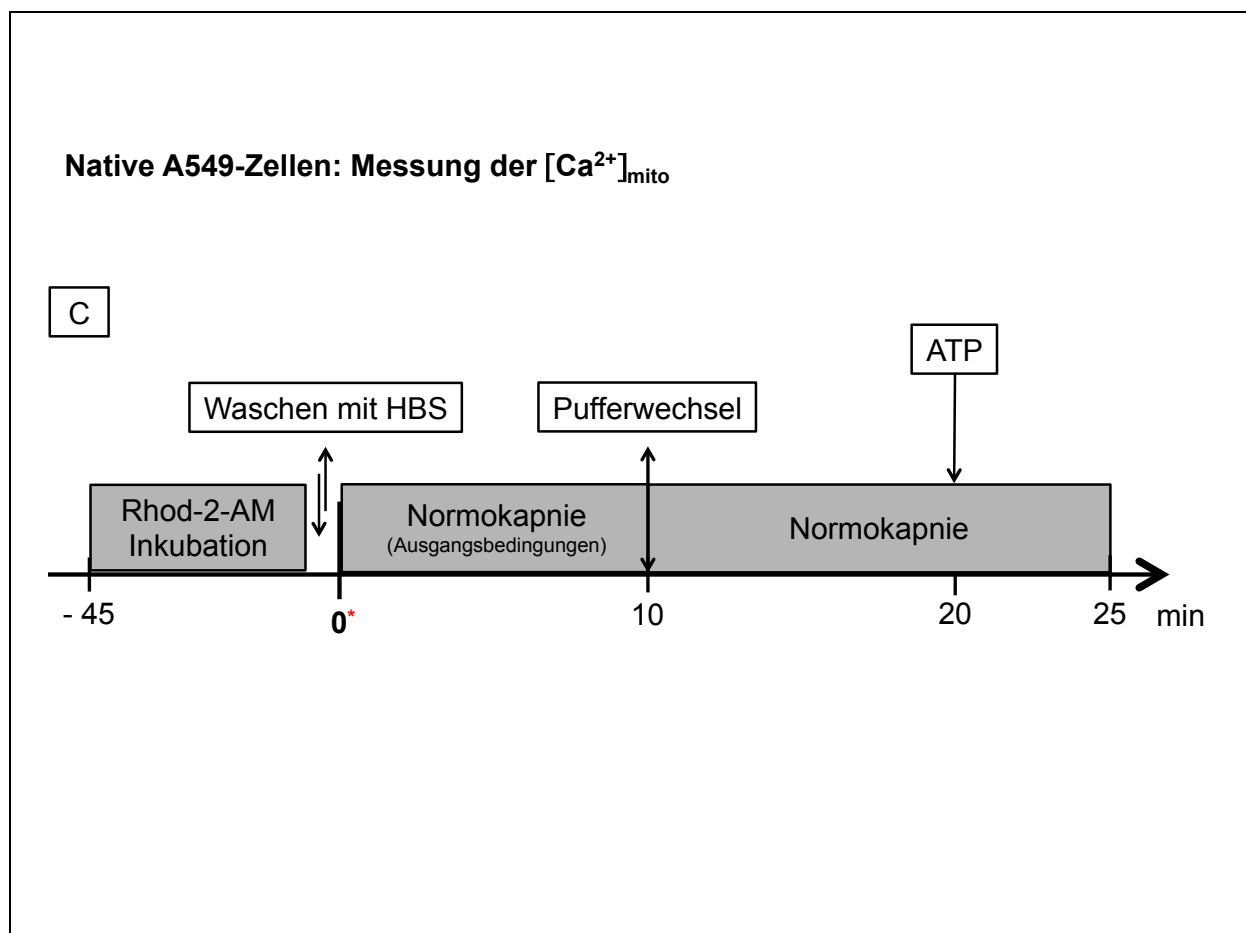 Native A549-Zellen: Messung der [Ca²⁺]mito
C
ATP
Waschen mit HBS
Pufferwechsel
Rhod-2-AM
Inkubation
Normokapnie
(Ausgangsbedingungen)
Normokapnie
- 45
0*
10
20
25
min